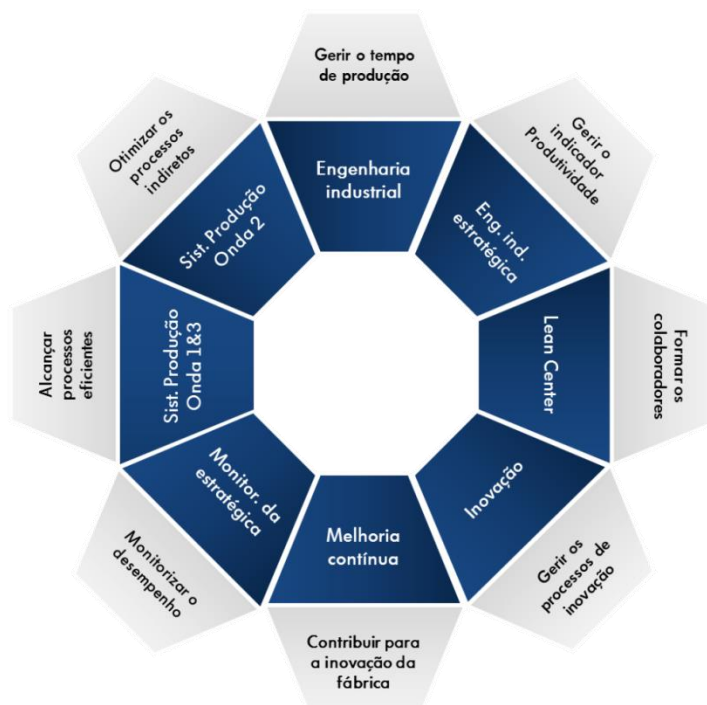 Gerir o tempo
de produção
Engenharia
industrial
Gerir o
indicador
Produtividade
Eng. ind.
estratégica
Formar os
colaboradores
Lean Center
Gerir os
processos de
inovação
Inovação
Contribuir para
a inovação da
fábrica
Melhoria
contínua
Monitorizar o
desempenho
Monitor. da
estratégica
Alcançar
processos
eficientes
Sist. Produção
Onda 1&3
Otimizar os
processos
indiretos
Sist. Produção
Onda 2